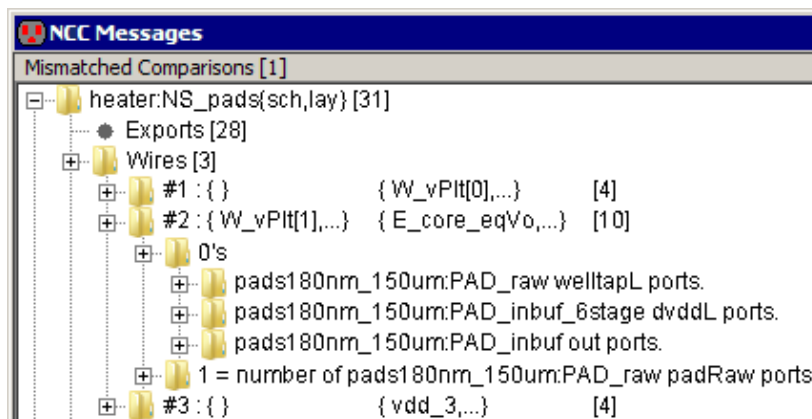 NCC Messages
Mismatched Comparisons [1]
heater:NS_pads{sch,lay} [31]
Exports [28]
Wires [3]
#1 : { } { W_vPlt[0],...} [4]
#2 : { W_vPlt[1],...} { E_core_eqVo,...} [10]
0's
pads180nm_150um:PAD_raw welltapL ports.
pads180nm_150um:PAD_inbuf_6stage dvddL ports.
pads180nm_150um:PAD_inbuf out ports.
1 = number of pads180nm_150um:PAD_raw padRaw ports
#3 : { } { vdd_3,...} [4]